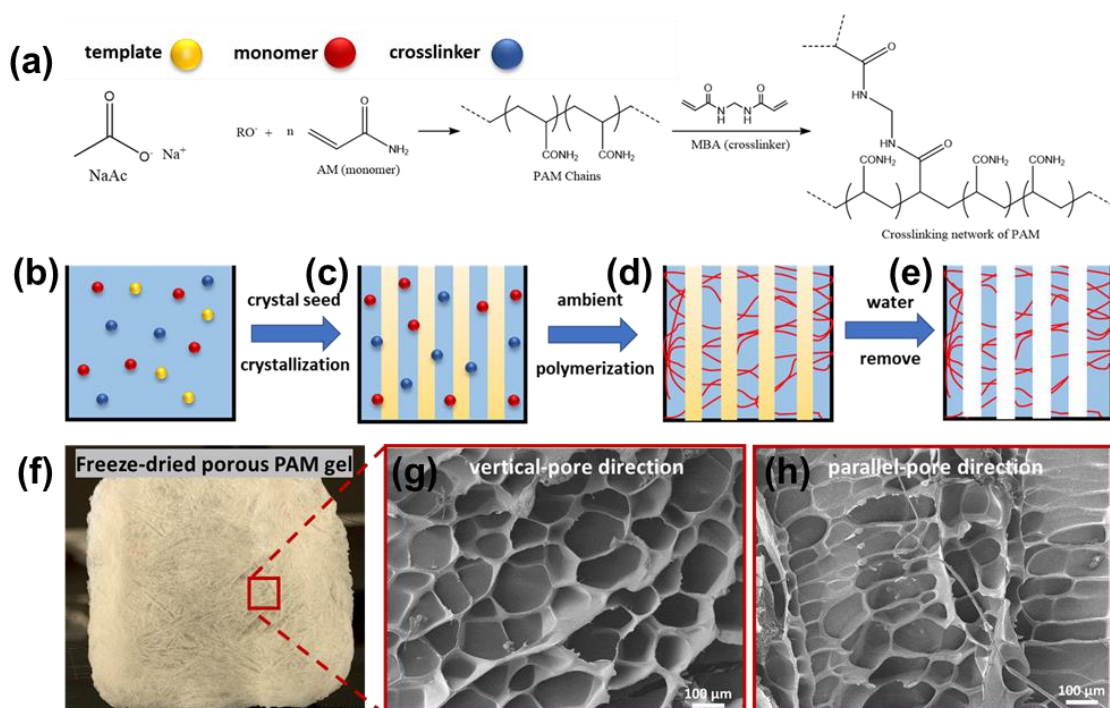 (a)
template
monomer
crosslinker
O
O⁻ Na⁺
NaAc
RO⁻ + n
O
NH₂
AM (monomer)
CONH₂ CONH₂
PAM Chains
O O
N N
H H
MBA (crosslinker)
O
HN
HN O
CONH₂ CONH₂ CONH₂
Crosslinking network of PAM
(b)
crystal seed
crystallization
(c)
ambient
polymerization
(d)
water
remove
(e)
(f)
Freeze-dried porous PAM gel
(g)
vertical-pore direction
100 μm
(h)
parallel-pore direction
100 μm